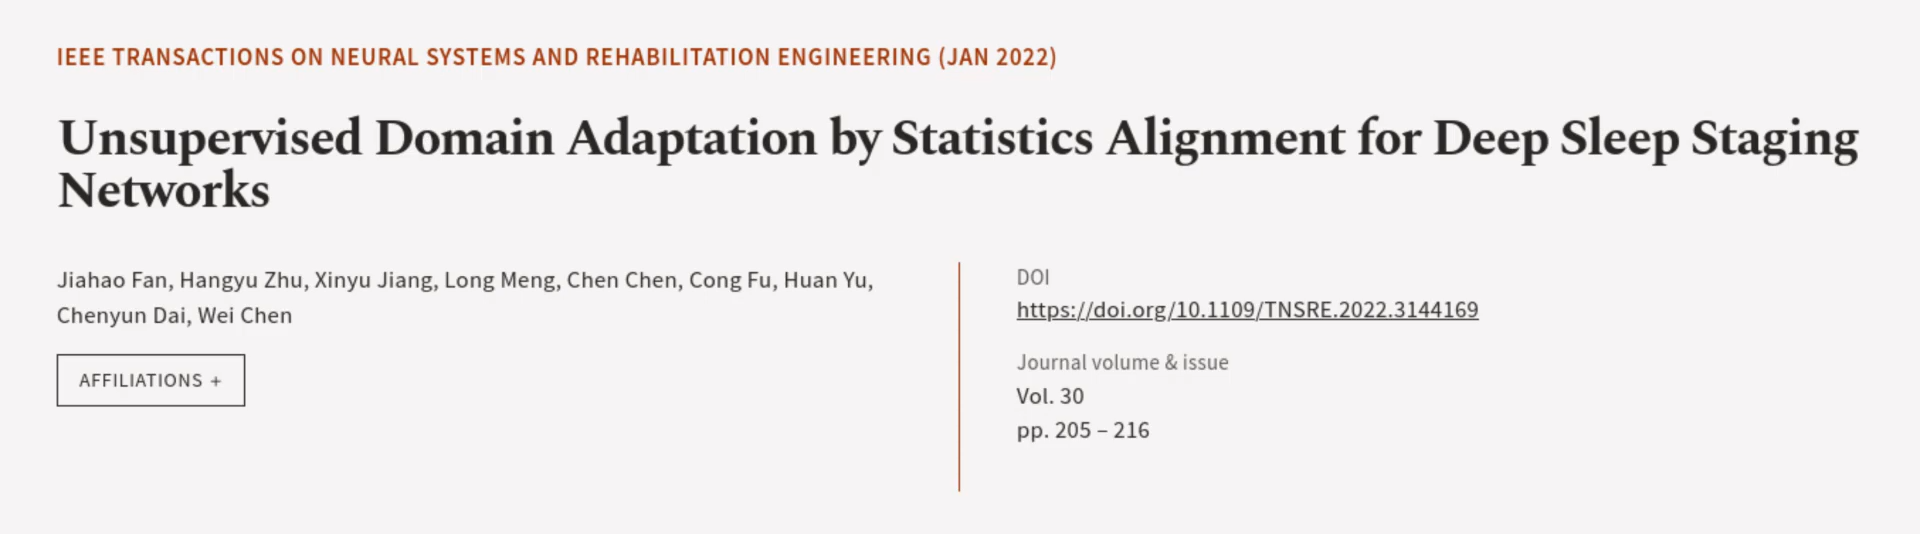 IEEE TRANSACTIONS ON NEURAL SYSTEMS AND REHABILITATION ENGINEERING (JAN 2022)
Unsupervised Domain Adaptation by Statistics Alignment for Deep Sleep Staging
Networks
Jiahao Fan, Hangyu Zhu, Xinyu Jiang, Long Meng, Chen Chen, Cong Fu, Huan Yu,
Chenyun Dai, Wei Chen
AFFILIATIONS +
DOI
https://doi.org/10.1109/TNSRE.2022.3144169
Journal volume & issue
Vol. 30
pp. 205 – 216